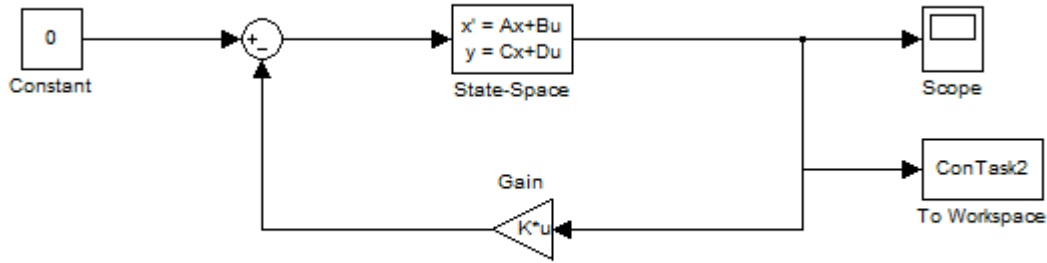 0
Constant
+
−
x' = Ax+Bu
y = Cx+Du
State-Space
Scope
ConTask2
To Workspace
Gain
K*u